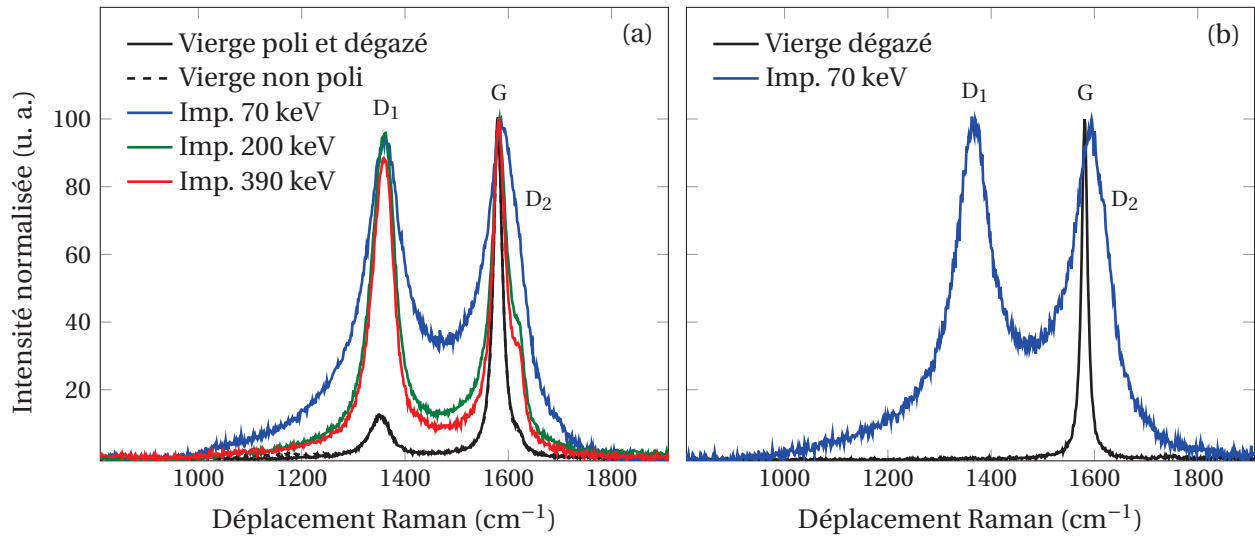 (a)
Vierge poli et dégazé
Vierge non poli
Imp. 70 keV
Imp. 200 keV
Imp. 390 keV
D1
G
D2
100
80
60
40
20
1000
1200
1400
1600
1800
Déplacement Raman (cm⁻¹)
Intensité normalisée (u. a.)
(b)
Vierge dégazé
Imp. 70 keV
D1
G
D2
1000
1200
1400
1600
1800
Déplacement Raman (cm⁻¹)